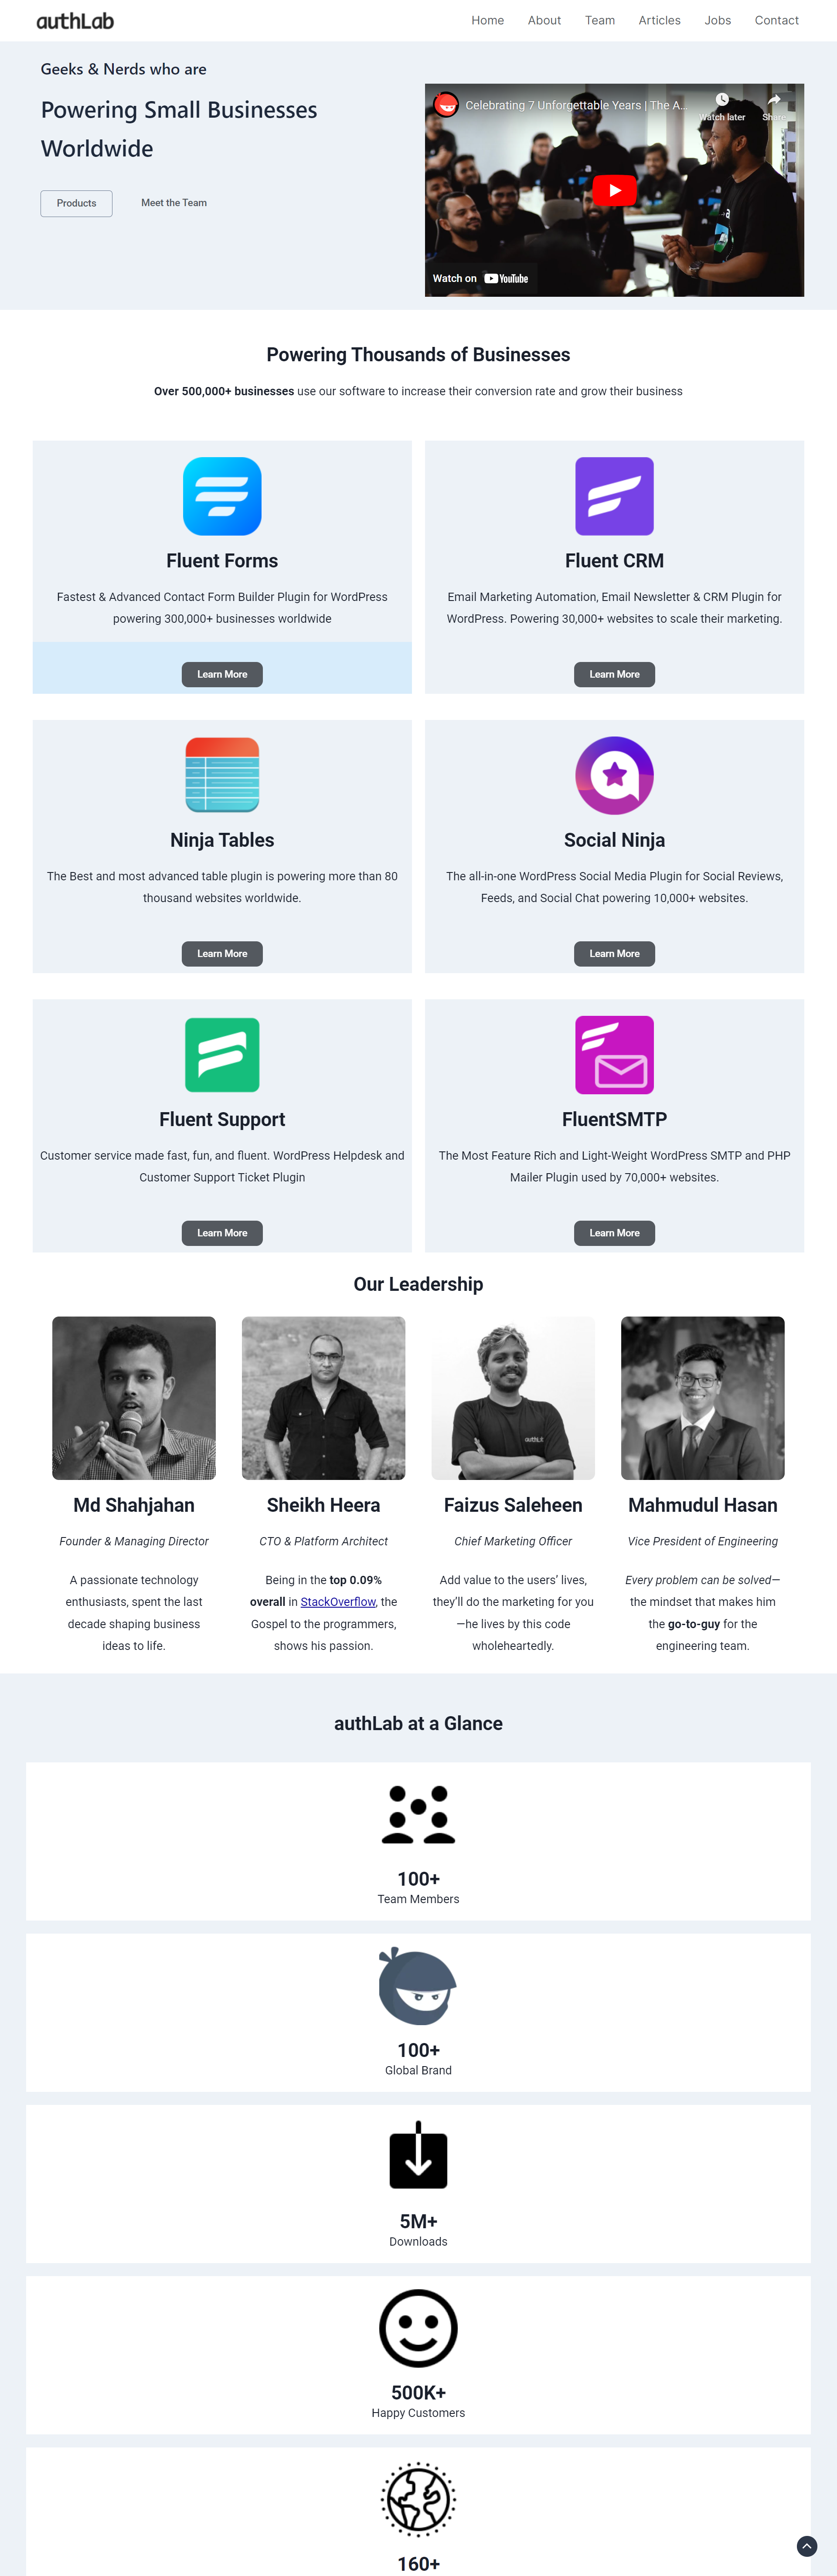 authLab
Home About Team Articles Jobs Contact
Geeks & Nerds who are
Powering Small Businesses
Worldwide
Products Meet the Team
Celebrating 7 Unforgettable Years | The A...
Watch later Share
Watch on YouTube
Powering Thousands of Businesses
Over 500,000+ businesses use our software to increase their conversion rate and grow their business
Fluent Forms
Fastest & Advanced Contact Form Builder Plugin for WordPress
powering 300,000+ businesses worldwide
Learn More
Fluent CRM
Email Marketing Automation, Email Newsletter & CRM Plugin for
WordPress. Powering 30,000+ websites to scale their marketing.
Learn More
Ninja Tables
The Best and most advanced table plugin is powering more than 80
thousand websites worldwide.
Learn More
Social Ninja
The all-in-one WordPress Social Media Plugin for Social Reviews,
Feeds, and Social Chat powering 10,000+ websites.
Learn More
Fluent Support
Customer service made fast, fun, and fluent. WordPress Helpdesk and
Customer Support Ticket Plugin
Learn More
FluentSMTP
The Most Feature Rich and Light-Weight WordPress SMTP and PHP
Mailer Plugin used by 70,000+ websites.
Learn More
Our Leadership
Md Shahjahan
Founder & Managing Director
A passionate technology
enthusiasts, spent the last
decade shaping business
ideas to life.
Sheikh Heera
CTO & Platform Architect
Being in the top 0.09%
overall in StackOverflow, the
Gospel to the programmers,
shows his passion.
authLab
Faizus Saleheen
Chief Marketing Officer
Add value to the users’ lives,
they’ll do the marketing for you
—he lives by this code
wholeheartedly.
Mahmudul Hasan
Vice President of Engineering
Every problem can be solved—
the mindset that makes him
the go-to-guy for the
engineering team.
authLab at a Glance
100+
Team Members
100+
Global Brand
5M+
Downloads
500K+
Happy Customers
160+